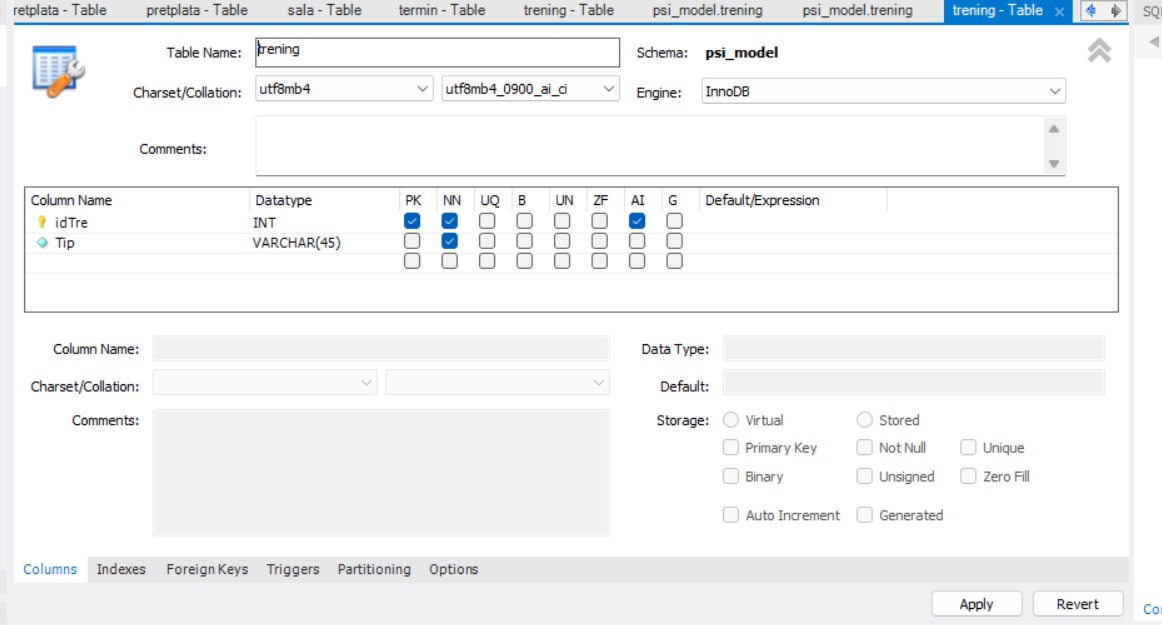 retplata - Table pretplata - Table sala - Table termin - Table trening - Table psi_model.trening psi_model.trening trening - Table
Table Name: trening Schema: psi_model
Charset/Collation: utf8mb4 utf8mb4_0900_ai_ci Engine: InnoDB
Comments:
Column Name Datatype PK NN UQ B UN ZF AI G Default/Expression
idTre INT
Tip VARCHAR(45)
Column Name: Data Type:
Charset/Collation: Default:
Comments: Storage: Virtual Stored
Primary Key Not Null Unique
Binary Unsigned Zero Fill
Auto Increment Generated
Columns Indexes Foreign Keys Triggers Partitioning Options
Apply Revert